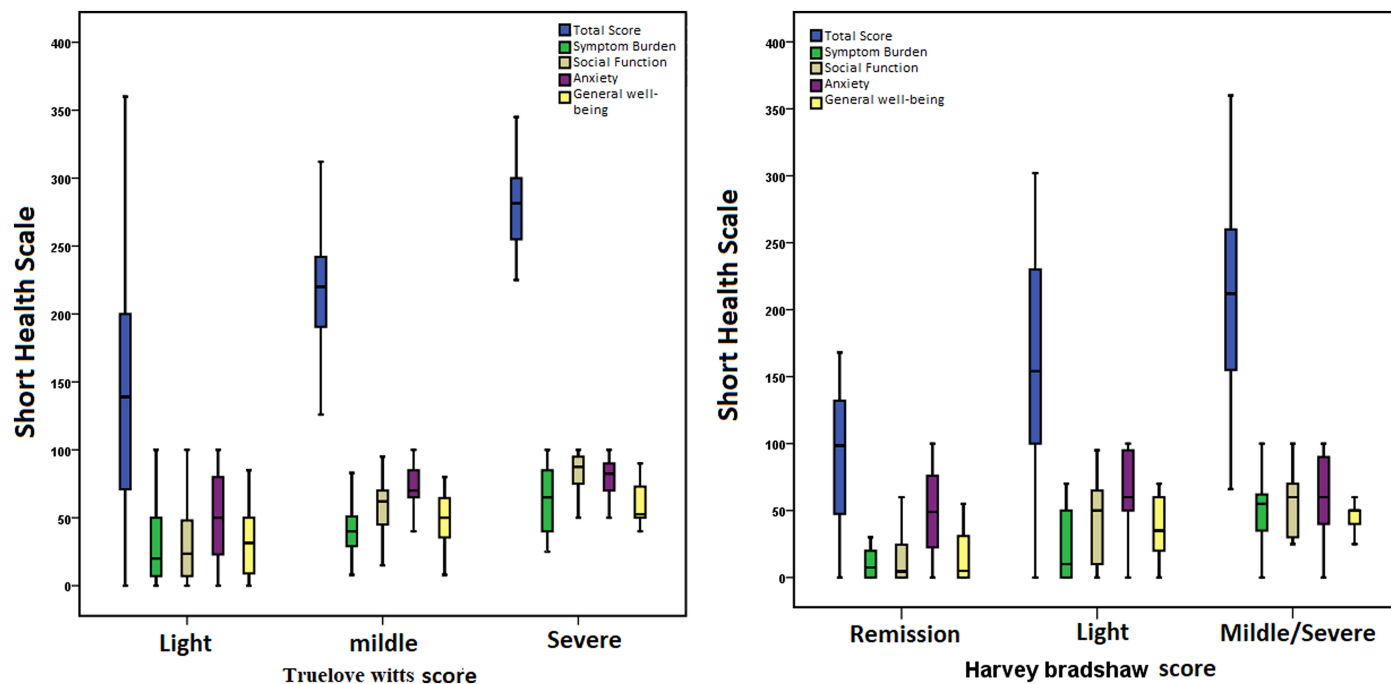 Short Health Scale
400
350
300
250
200
150
100
50
0
Total Score
Symptom Burden
Social Function
Anxiety
General well-
being
Light
mildle
Severe
Truelove witts score
Short Health Scale
400
350
300
250
200
150
100
50
0
Total Score
Symptom Burden
Social Function
Anxiety
General well-being
Remission
Light
Mildle/Severe
Harvey bradshaw score